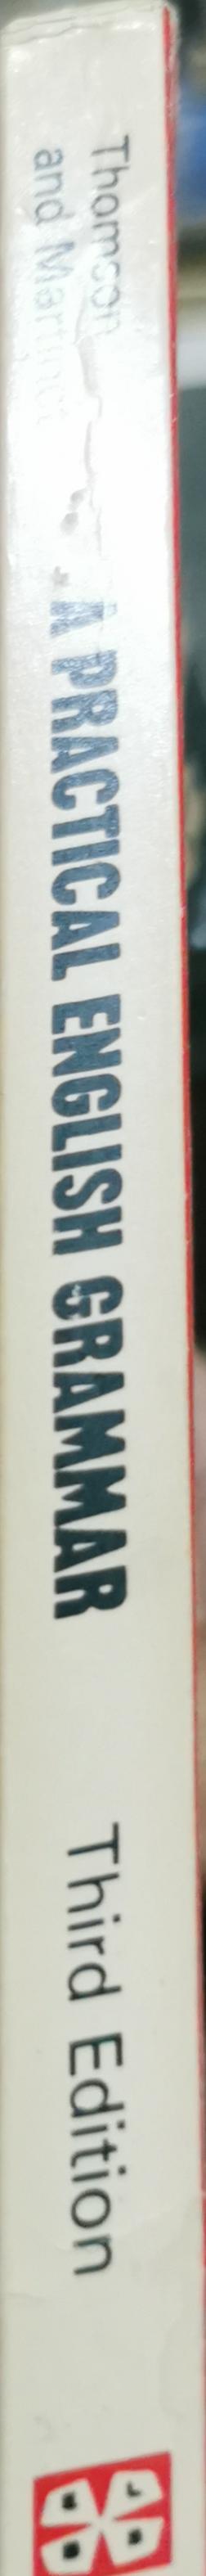 Thomson
and Martinet
A PRACTICAL ENGLISH GRAMMAR
Third Edition